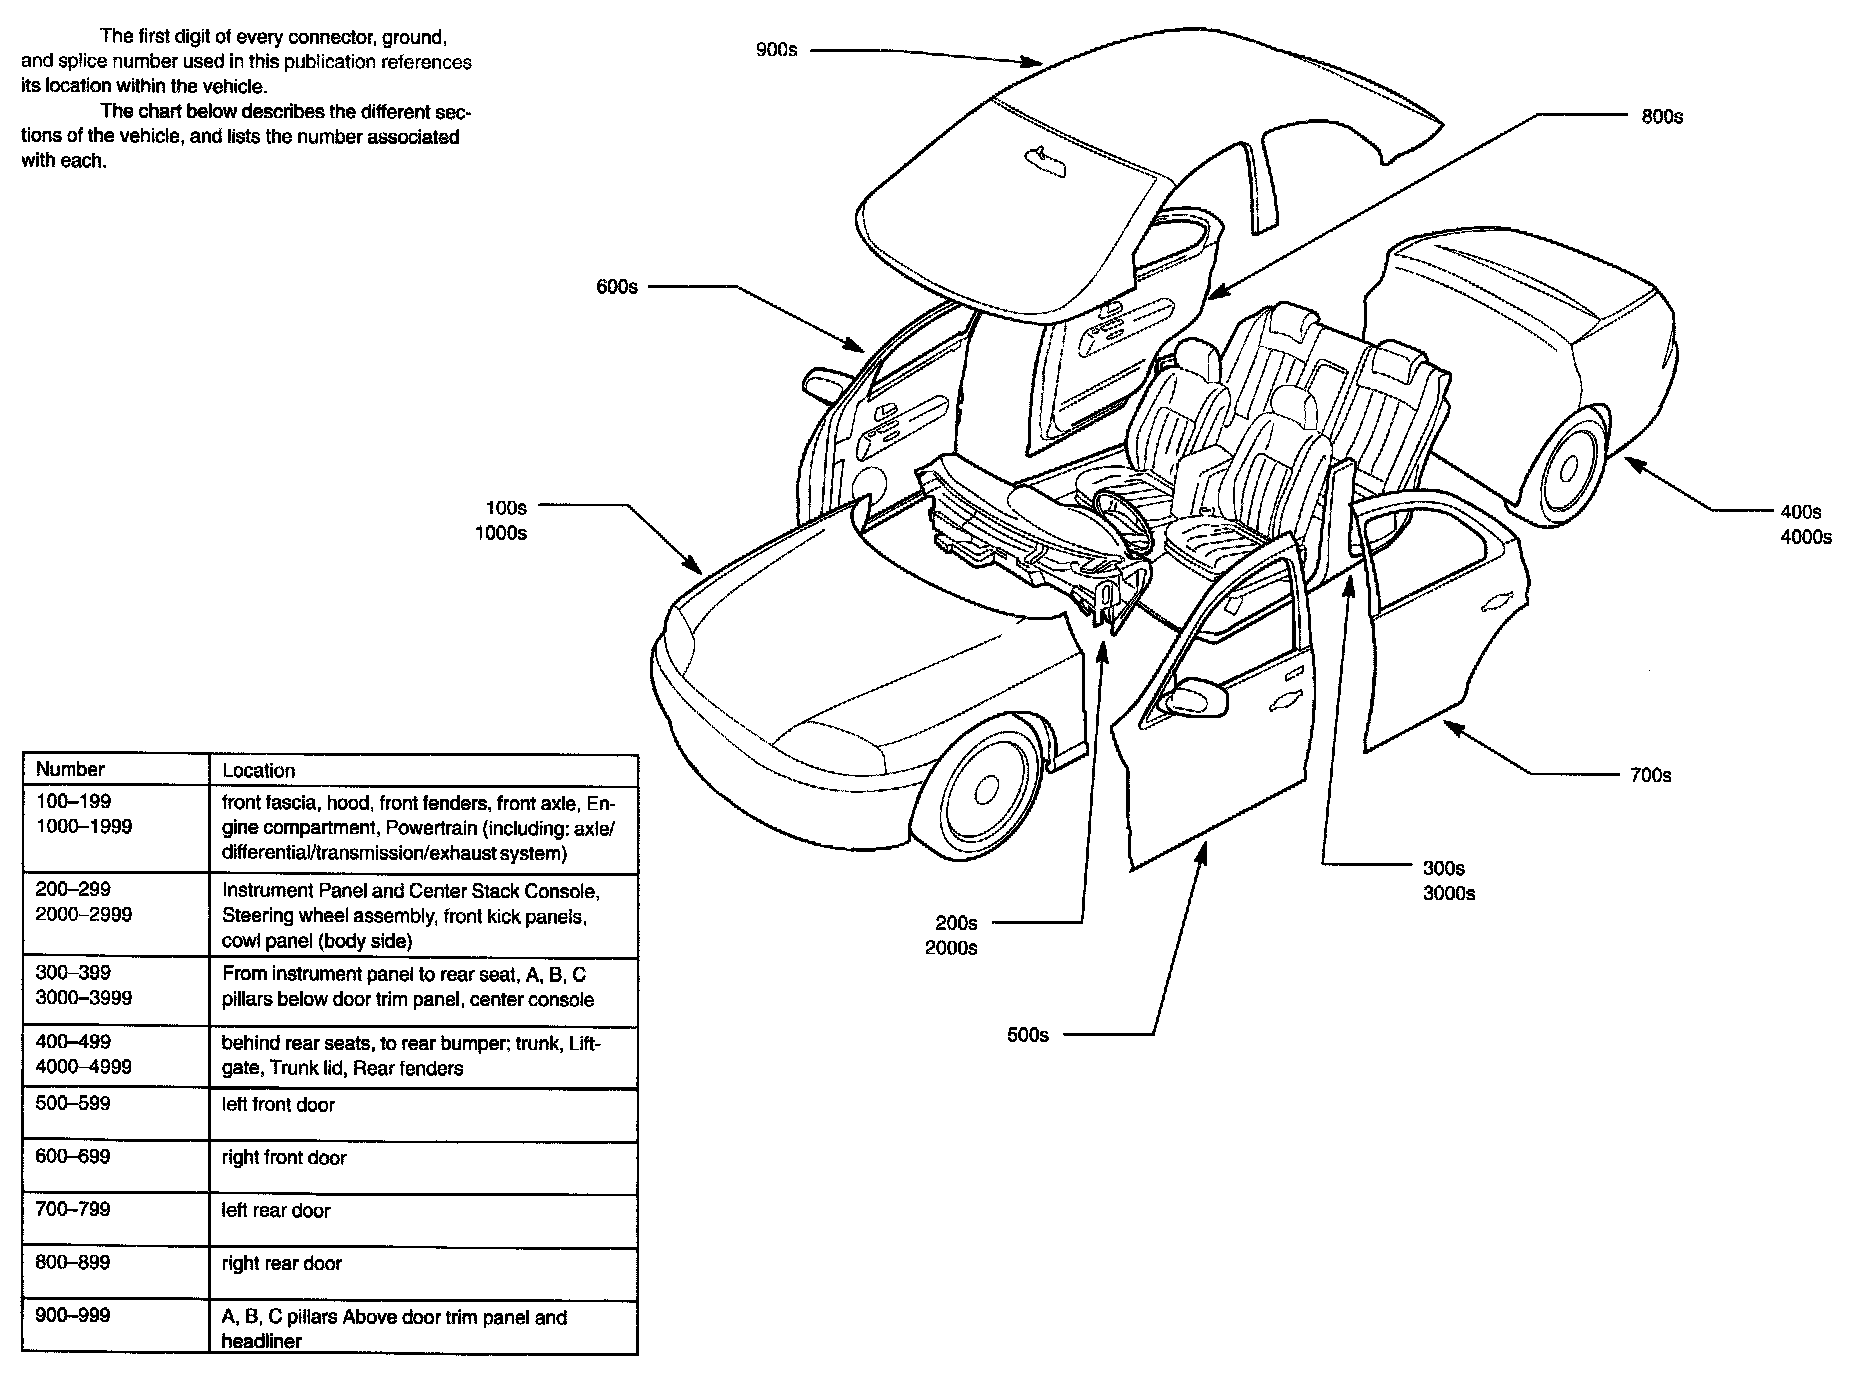 The first digit of every connector, ground,
and splice number used in this publication references
its location within the vehicle.
The chart below describes the different sec-
tions of the vehicle, and lists the number associated
with each.
900s
800s
600s
100s
1000s
400s
4000s
700s
300s
3000s
200s
2000s
500s
Number Location
100–199 front fascia, hood, front fenders, front axle, En-
1000–1999 gine compartment, Powertrain (including: axle/
differential/transmission/exhaust system)
200–299 Instrument Panel and Center Stack Console,
2000–2999 Steering wheel assembly, front kick panels,
cowl panel (body side)
300–399 From instrument panel to rear seat, A, B, C
3000–3999 pillars below door trim panel, center console
400–499 behind rear seats, to rear bumper; trunk, Lift-
4000–4999 gate, Trunk lid, Rear fenders
500–599 left front door
600–699 right front door
700–799 left rear door
800–899 right rear door
900–999 A, B, C pillars Above door trim panel and
headliner